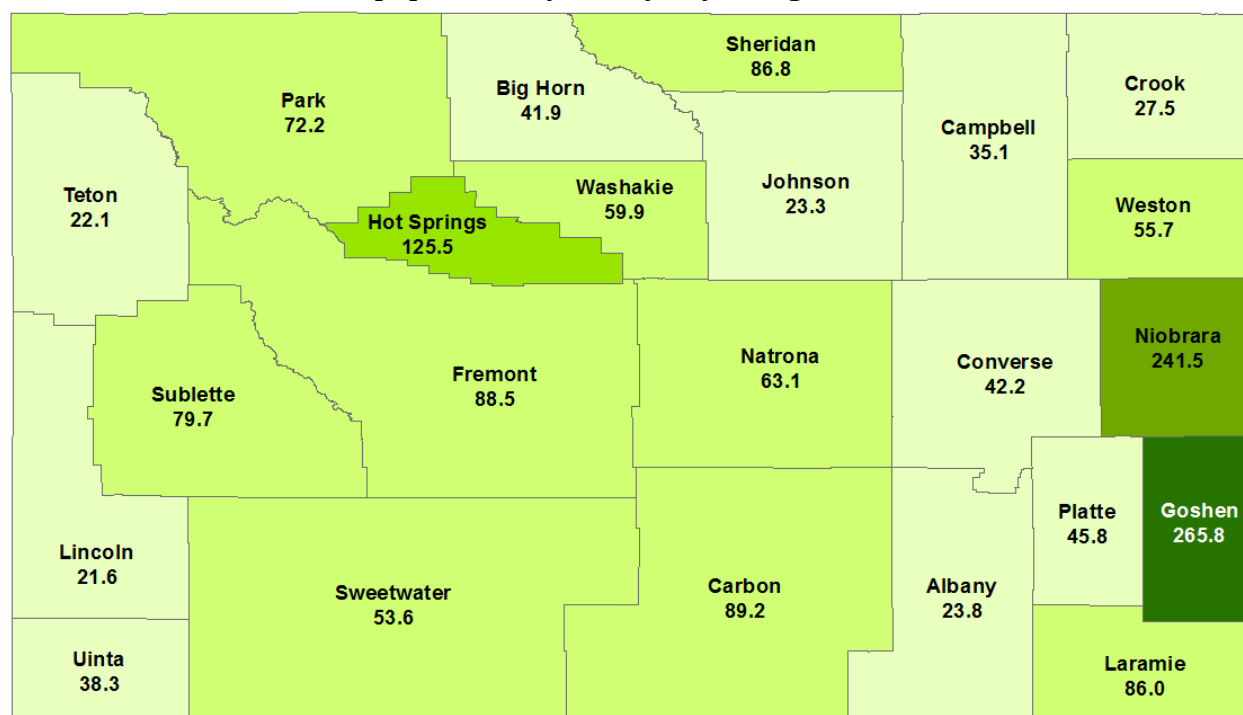 Sheridan
86.8
Park
72.2
Big Horn
41.9
Crook
27.5
Campbell
35.1
Teton
22.1
Washakie
59.9
Johnson
23.3
Weston
55.7
Hot Springs
125.5
Niobrara
241.5
Natrona
63.1
Converse
42.2
Fremont
88.5
Sublette
79.7
Platte
45.8
Goshen
265.8
Lincoln
21.6
Sweetwater
53.6
Carbon
89.2
Albany
23.8
Uinta
38.3
Laramie
86.0